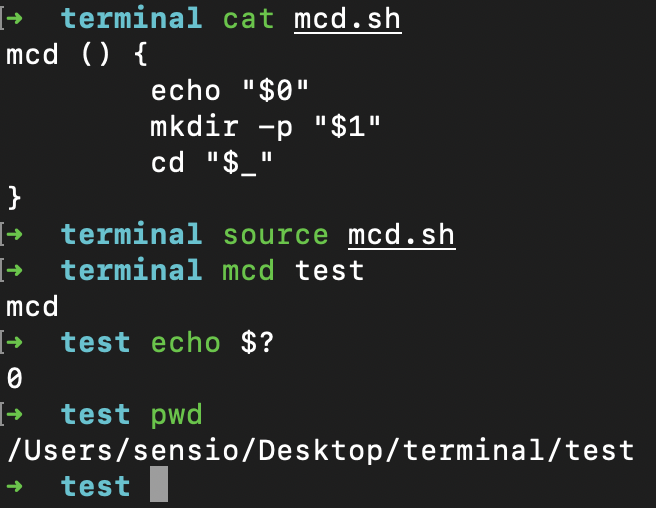 [➜ terminal cat mcd.sh
mcd () {
echo "$0"
mkdir -p "$1"
cd "$_"
}
[➜ terminal source mcd.sh
[➜ terminal mcd test
mcd
[➜ test echo $?
0
[➜ test pwd
/Users/sensio/Desktop/terminal/test
➜ test